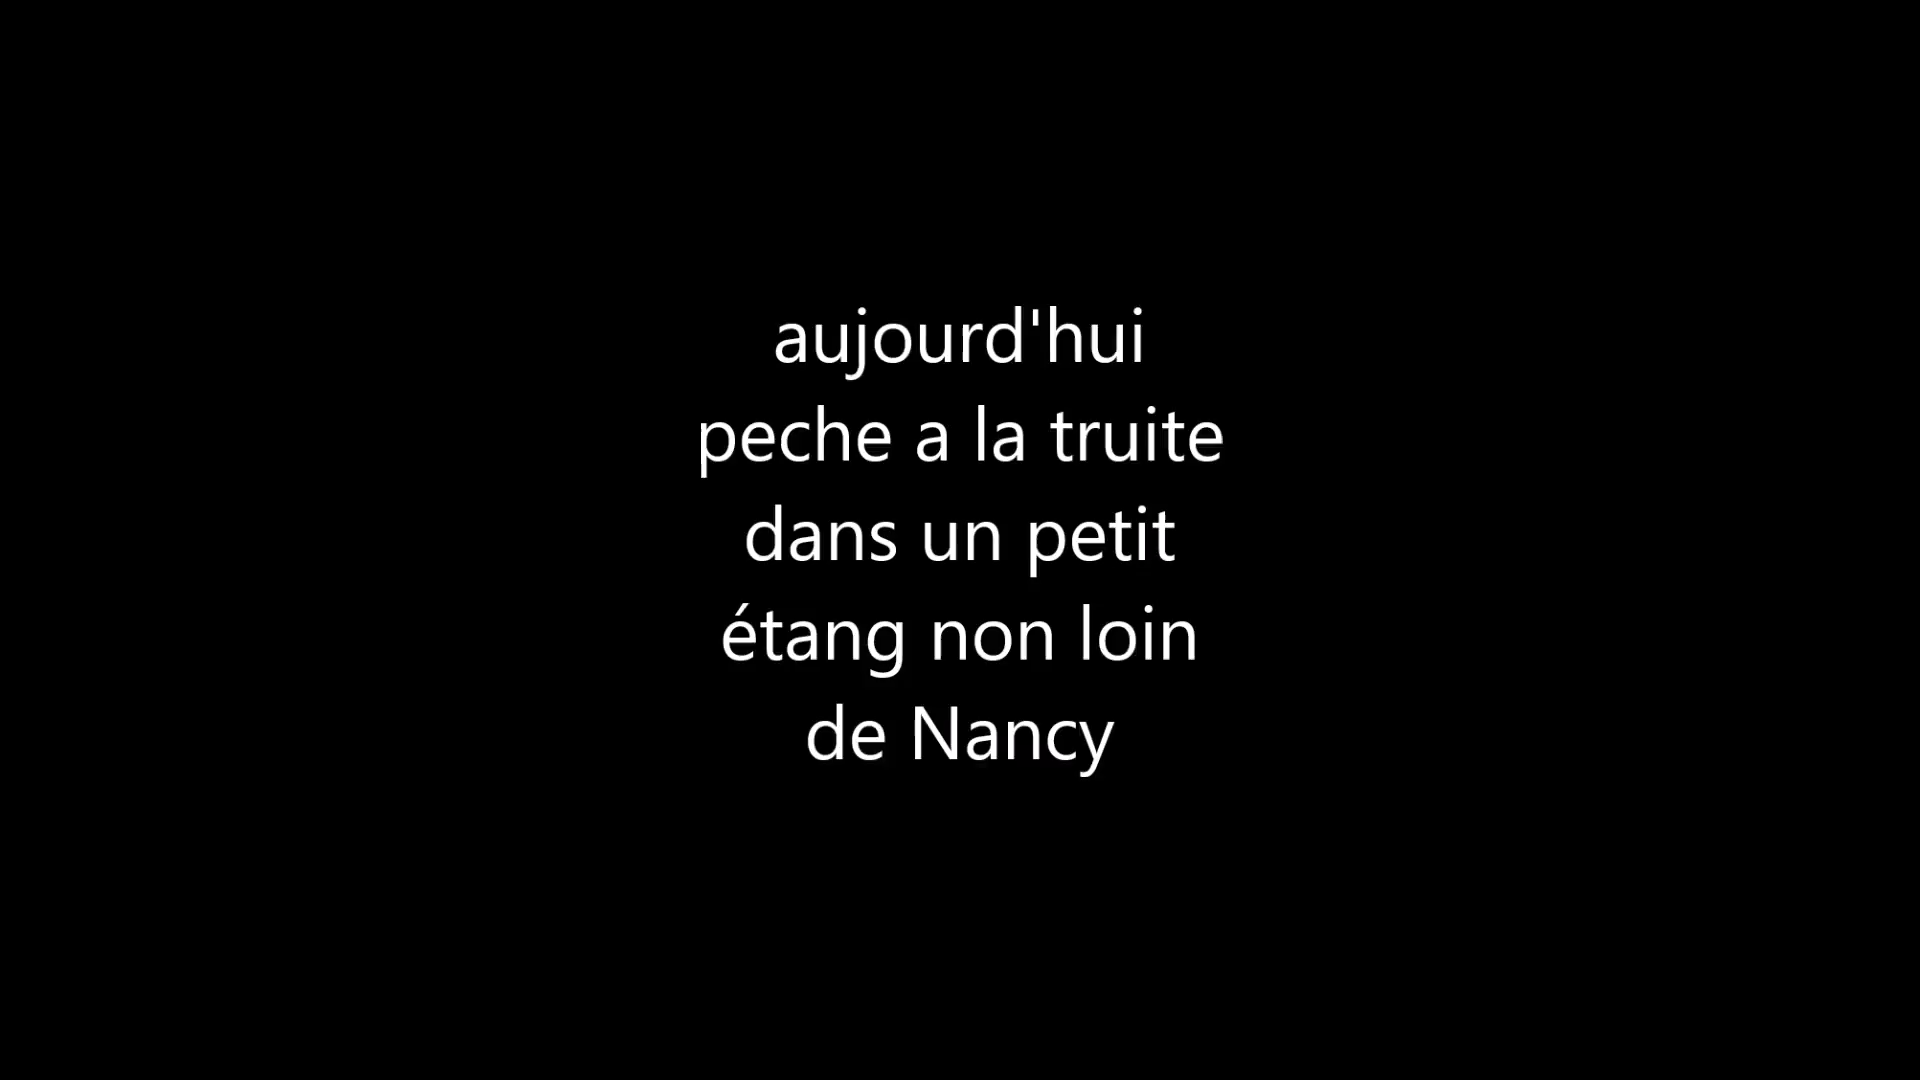 aujourd'hui
peche a la truite
dans un petit
étang non loin
de Nancy